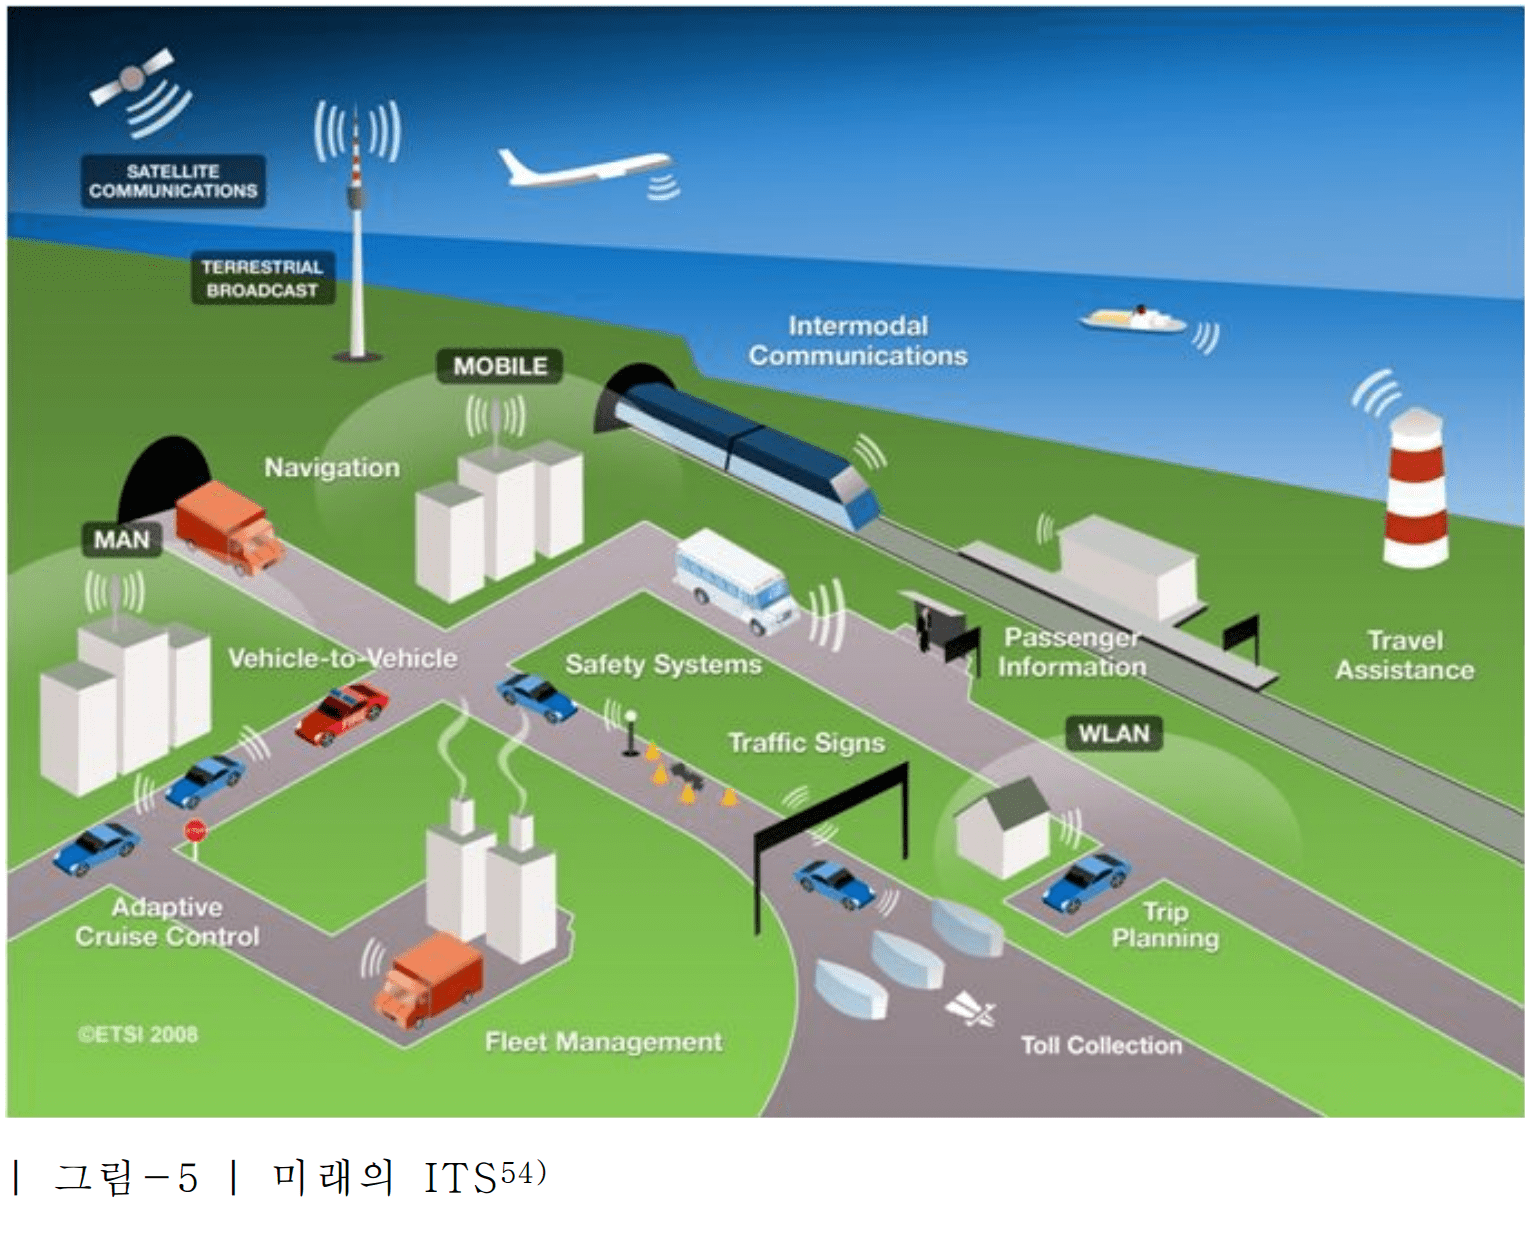 SATELLITE
COMMUNICATIONS
TERRESTRIAL
BROADCAST
Intermodal
Communications
MOBILE
Navigation
MAN
Vehicle-to-Vehicle
Safety Systems
Passenger
Information
Travel
Assistance
Traffic Signs
WLAN
FIRE
STOP
Adaptive
Cruise Control
Trip
Planning
©ETSI 2008
Fleet Management
Toll Collection
| 그림-5 | 미래의 ITS54)